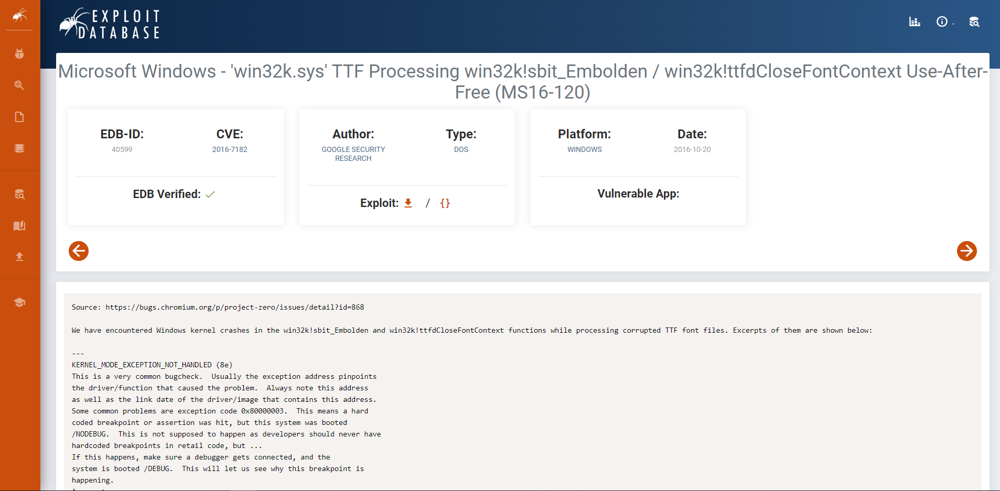 EXPLOIT
DATABASE
Microsoft Windows - 'win32k.sys' TTF Processing win32k!sbit_Embolden / win32k!ttfdCloseFontContext Use-After-
Free (MS16-120)
EDB-ID:
40599
CVE:
2016-7182
EDB Verified:
Author:
GOOGLE SECURITY
RESEARCH
Type:
DOS
Exploit: / {}
Platform:
WINDOWS
Date:
2016-10-20
Vulnerable App:
Source: https://bugs.chromium.org/p/project-zero/issues/detail?id=868
We have encountered Windows kernel crashes in the win32k!sbit_Embolden and win32k!ttfdCloseFontContext functions while processing corrupted TTF font files. Excerpts of them are shown below:
---
KERNEL_MODE_EXCEPTION_NOT_HANDLED (8e)
This is a very common bugcheck.  Usually the exception address pinpoints
the driver/function that caused the problem.  Always note this address
as well as the link date of the driver/image that contains this address.
Some common problems are exception code 0x80000003.  This means a hard
coded breakpoint or assertion was hit, but this system was booted
/NODEBUG.  This is not supposed to happen as developers should never have
hardcoded breakpoints in retail code, but ...
If this happens, make sure a debugger gets connected, and the
system is booted /DEBUG.  This will let us see why this breakpoint is
happening.